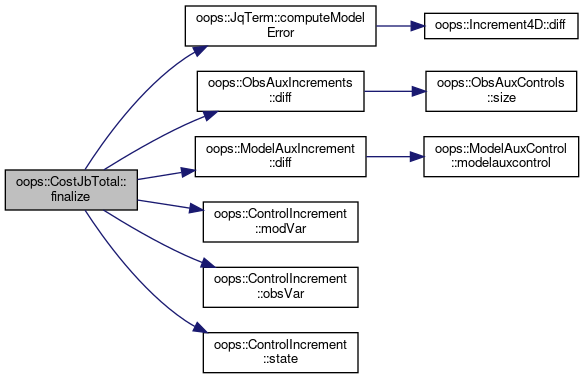 oops::JqTerm::computeModel
Error
oops::Increment4D::diff
oops::ObsAuxIncrements
::diff
oops::ObsAuxControls
::size
oops::ModelAuxIncrement
::diff
oops::ModelAuxControl
::modelauxcontrol
oops::CostJbTotal::
finalize
oops::ControlIncrement
::modVar
oops::ControlIncrement
::obsVar
oops::ControlIncrement
::state